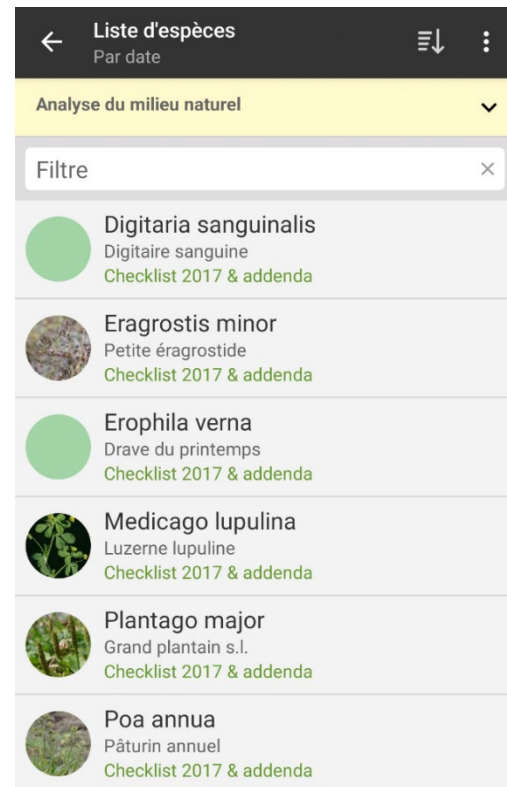 Liste d'espèces
Par date
Analyse du milieu naturel
Filtre
Digitaria sanguinalis
Digitaire sanguine
Checklist 2017 & addenda
Eragrostis minor
Petite éragrostide
Checklist 2017 & addenda
Erophila verna
Drave du printemps
Checklist 2017 & addenda
Medicago lupulina
Luzerne lupuline
Checklist 2017 & addenda
Plantago major
Grand plantain s.l.
Checklist 2017 & addenda
Poa annua
Pâturin annuel
Checklist 2017 & addenda